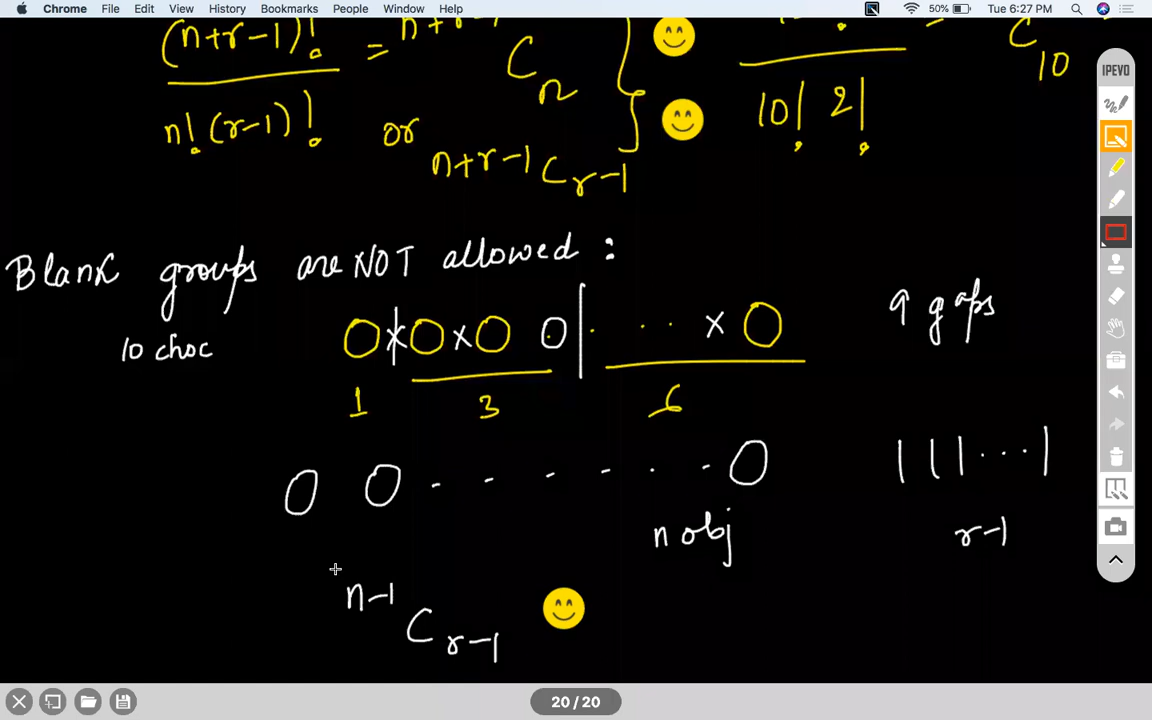 Chrome File Edit View History Bookmarks People Window Help 50% Tue 6:27 PM
(n+r-1)! / n!(r-1)! = C n
or n+r-1 C r-1
10! 2!
C 10
IPEVO
Blank groups are NOT allowed :
10 choc
O x O x O O | . . . . x O
9 gaps
1 3 6
O O - - - - - . - O
| | | ... |
n obj
r-1
n-1 C r-1
20 / 20